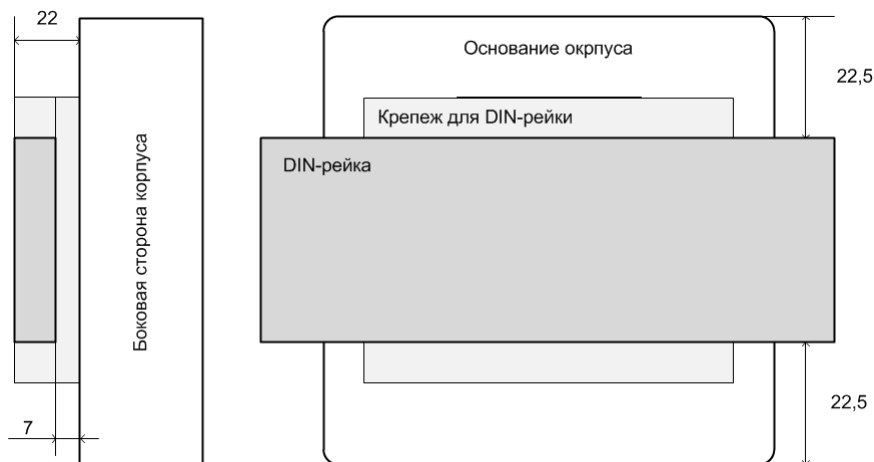 22
Основание окрпуса
22,5
Крепеж для DIN-рейки
DIN-рейка
Боковая сторона корпуса
7
22,5